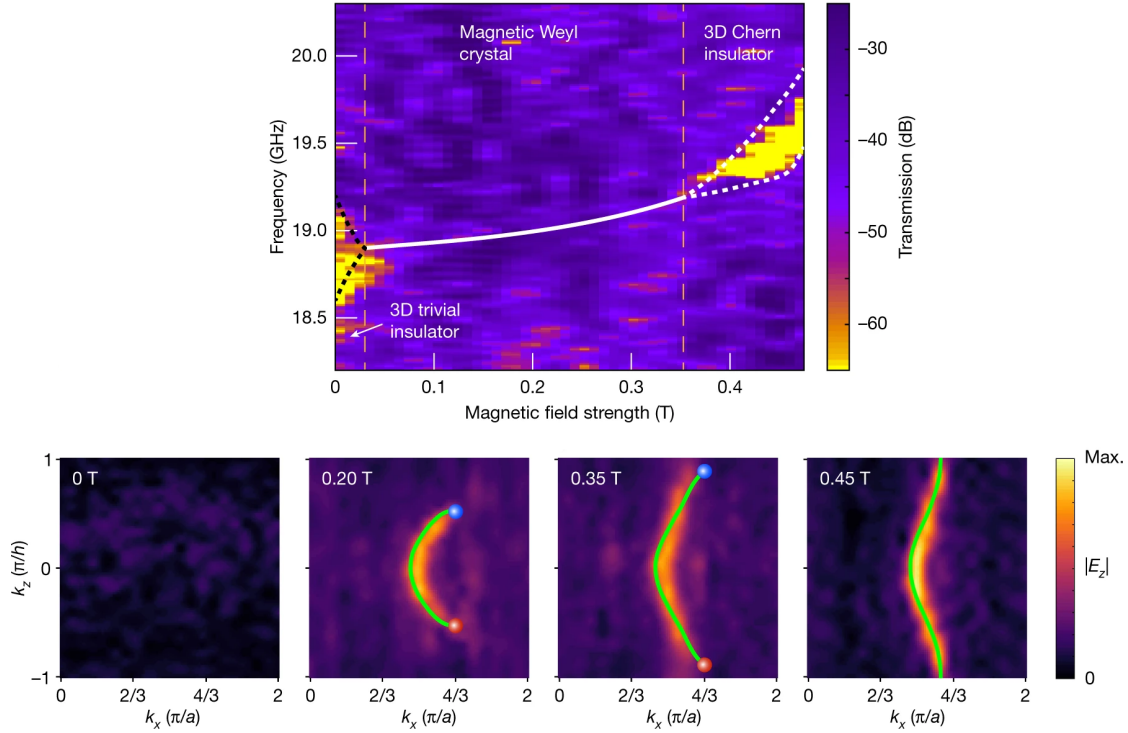 Magnetic Weyl
crystal
3D Chern
insulator
3D trivial
insulator
20.0
19.5
19.0
18.5
Frequency (GHz)
0
0.1
0.2
0.3
0.4
Magnetic field strength (T)
−30
−40
−50
−60
Transmission (dB)
0 T
0.20 T
0.35 T
0.45 T
1
0
−1
k_z (π/h)
0
2/3
4/3
2
k_x (π/a)
0
2/3
4/3
2
k_x (π/a)
0
2/3
4/3
2
k_x (π/a)
0
2/3
4/3
2
k_x (π/a)
Max.
|E_z|
0